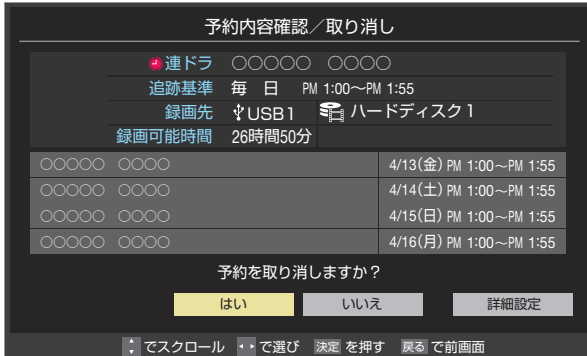 予約内容確認／取り消し
連ドラ ○○○○○ ○○○○
追跡基準 毎 日 PM 1:00～PM 1:55
録画先 USB1 ハードディスク1
録画可能時間 26時間50分
○○○○○ ○○○○ 4/13(金) PM 1:00～PM 1:55
○○○○○ ○○○○ 4/14(土) PM 1:00～PM 1:55
○○○○○ ○○○○ 4/15(日) PM 1:00～PM 1:55
○○○○○ ○○○○ 4/16(月) PM 1:00～PM 1:55
予約を取り消しますか？
はい いいえ 詳細設定
でスクロール で選び 決定 を押す 戻る で前画面